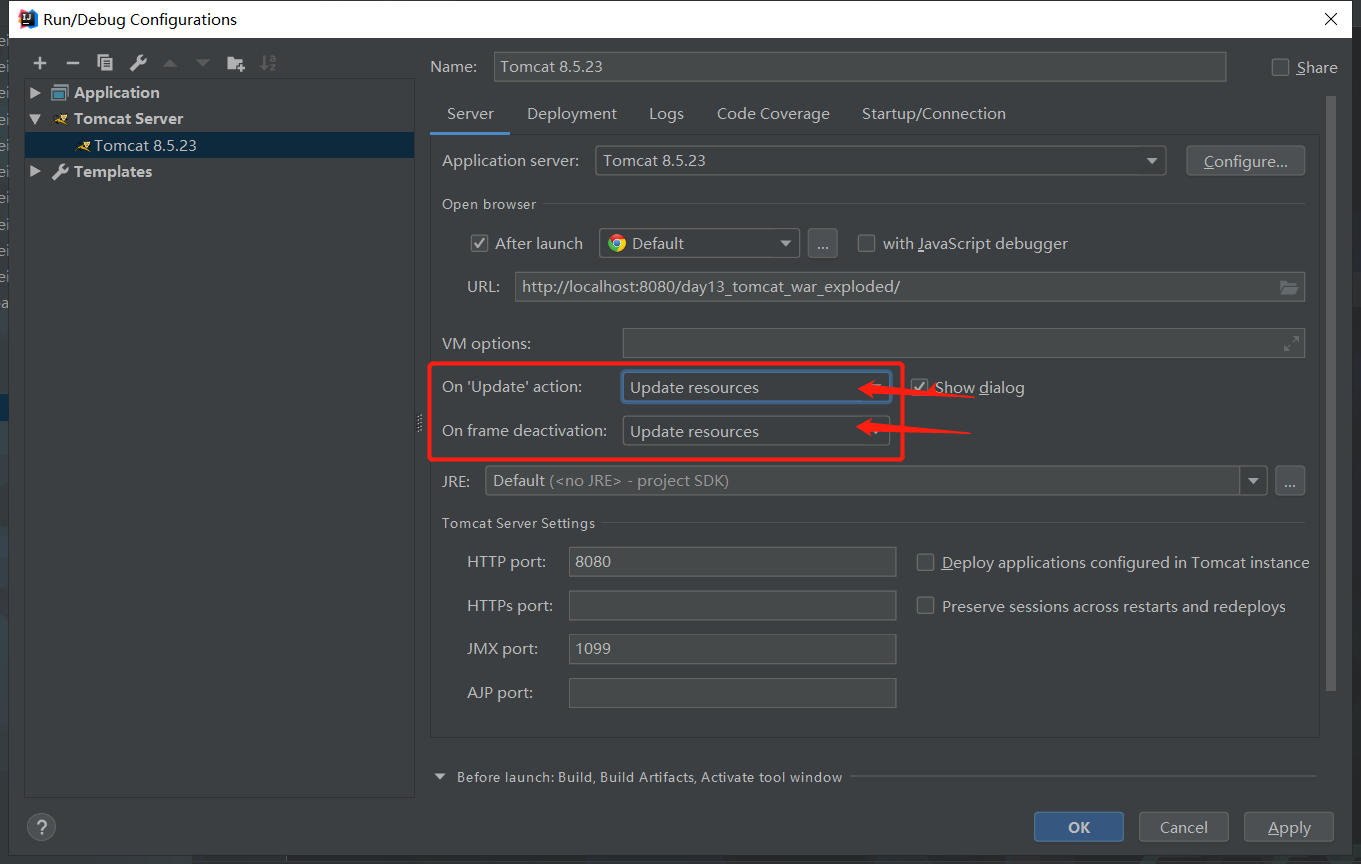 Run/Debug Configurations
Name: Tomcat 8.5.23 Share
Application
Tomcat Server
Tomcat 8.5.23
Templates
Server Deployment Logs Code Coverage Startup/Connection
Application server: Tomcat 8.5.23 Configure...
Open browser
After launch Default ... with JavaScript debugger
URL: http://localhost:8080/day13_tomcat_war_exploded/
VM options:
On 'Update' action: Update resources Show dialog
On frame deactivation: Update resources
JRE: Default (<no JRE> - project SDK) ...
Tomcat Server Settings
HTTP port: 8080 Deploy applications configured in Tomcat instance
HTTPs port: Preserve sessions across restarts and redeploys
JMX port: 1099
AJP port:
Before launch: Build, Build Artifacts, Activate tool window
? OK Cancel Apply